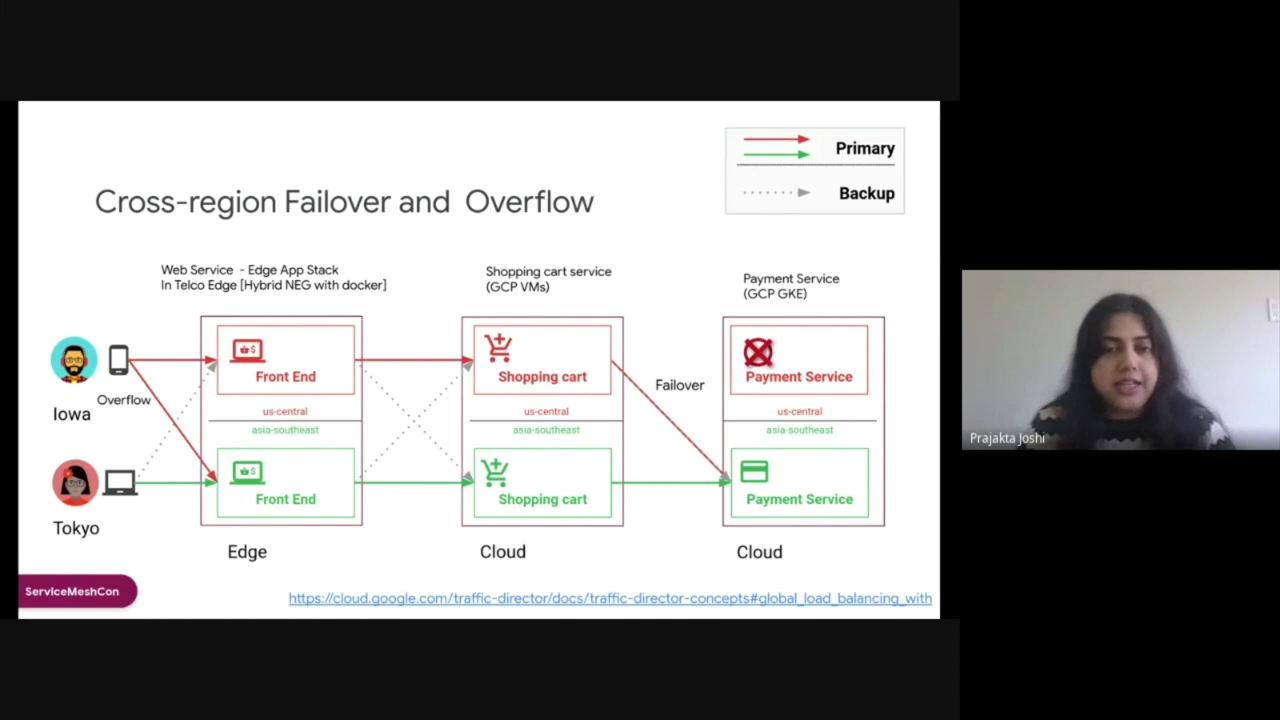 Primary
Backup
Cross-region Failover and Overflow
Web Service - Edge App Stack
In Telco Edge [Hybrid NEG with docker]
Shopping cart service
(GCP VMs)
Payment Service
(GCP GKE)
Iowa
Overflow
Tokyo
Front End
us-central
asia-southeast
Front End
Edge
Shopping cart
us-central
asia-southeast
Shopping cart
Cloud
Failover
Payment Service
us-central
asia-southeast
Payment Service
Cloud
ServiceMeshCon
https://cloud.google.com/traffic-director/docs/traffic-director-concepts#global_load_balancing_with
Prajakta Joshi